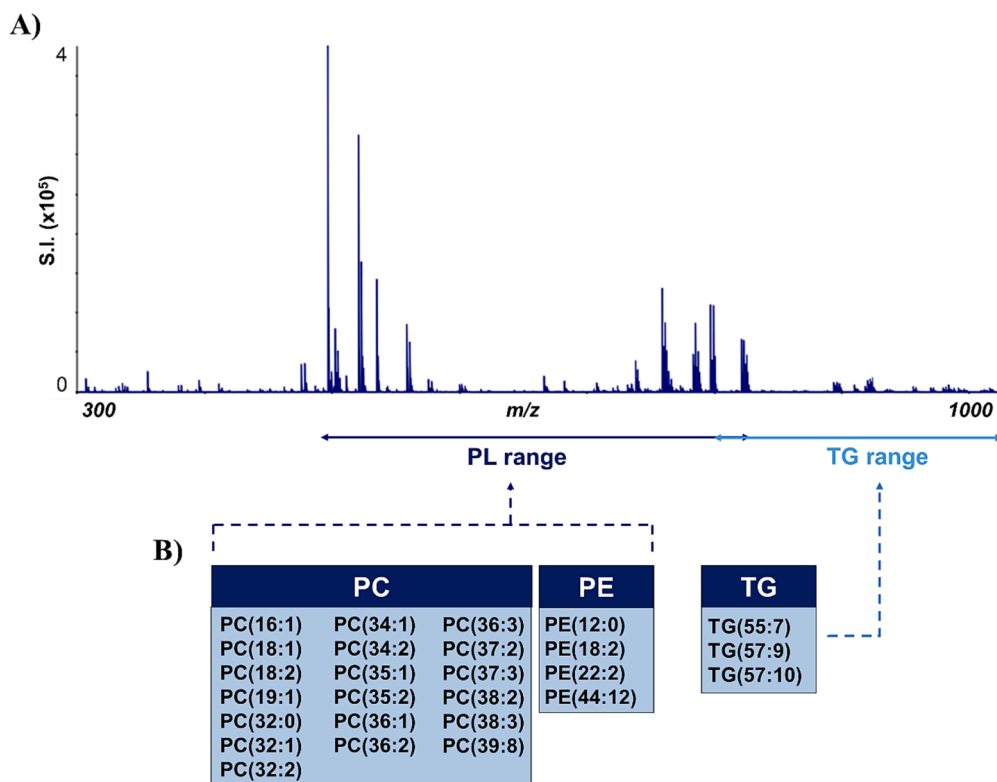 A)
4
S.I. (x10⁵)
0
300 m/z 1000
PL range TG range
B)
PC PE TG
PC(16:1) PC(34:1) PC(36:3) PE(12:0) TG(55:7)
PC(18:1) PC(34:2) PC(37:2) PE(18:2) TG(57:9)
PC(18:2) PC(35:1) PC(37:3) PE(22:2) TG(57:10)
PC(19:1) PC(35:2) PC(38:2) PE(44:12)
PC(32:0) PC(36:1) PC(38:3)
PC(32:1) PC(36:2) PC(39:8)
PC(32:2)